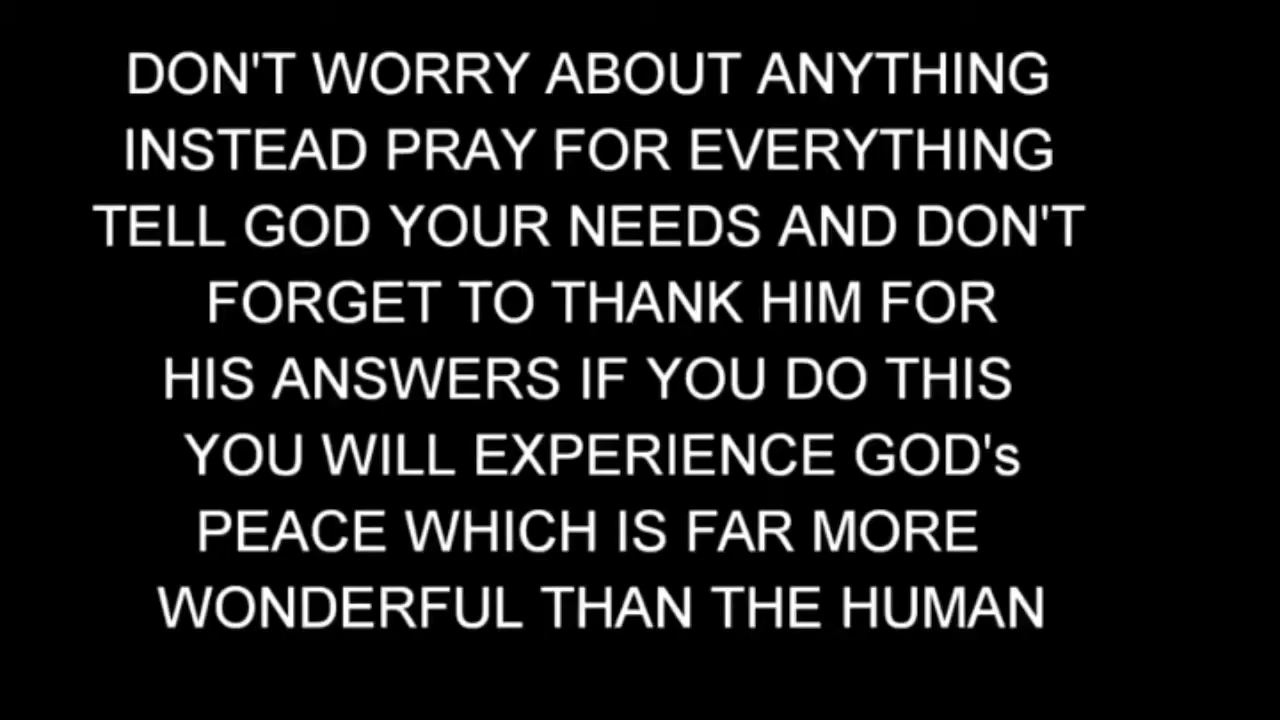 DON'T WORRY ABOUT ANYTHING
INSTEAD PRAY FOR EVERYTHING
TELL GOD YOUR NEEDS AND DON'T
FORGET TO THANK HIM FOR
HIS ANSWERS IF YOU DO THIS
YOU WILL EXPERIENCE GOD's
PEACE WHICH IS FAR MORE
WONDERFUL THAN THE HUMAN